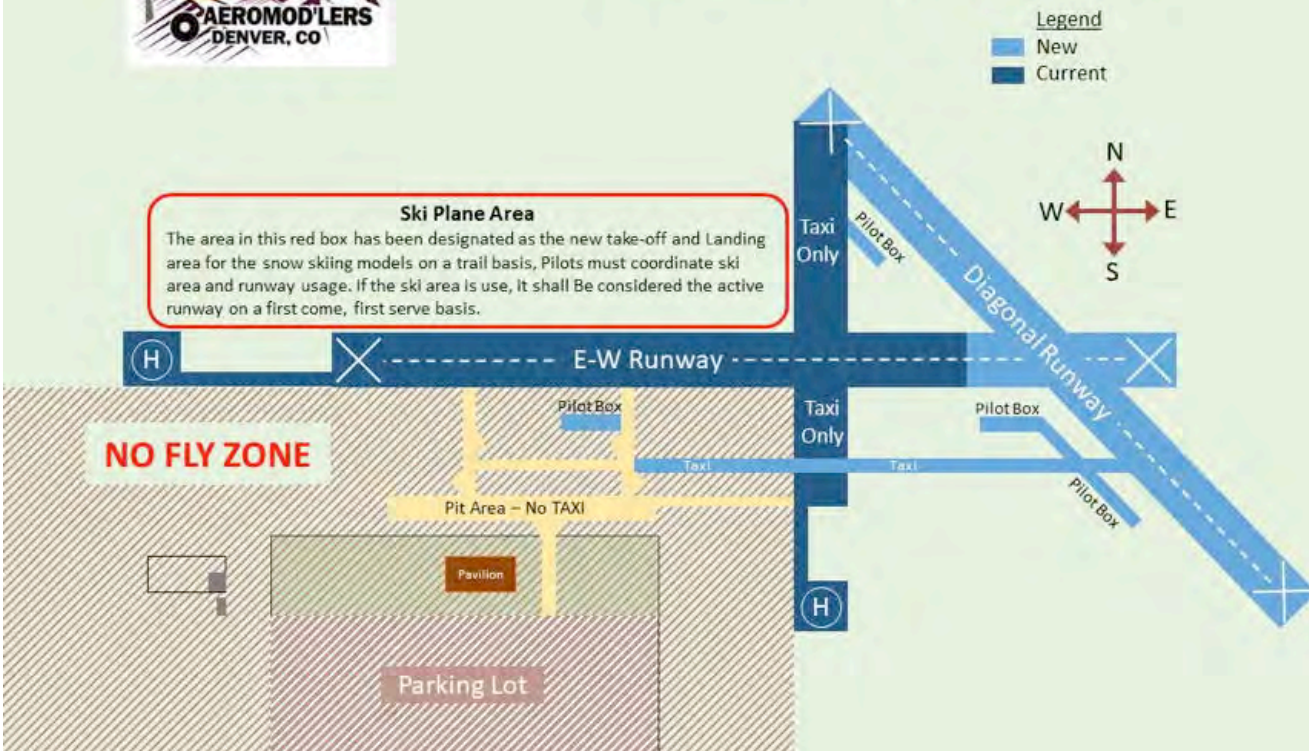 AEROMOD'LERS
DENVER, CO
Legend
New
Current
N
W E
S
Ski Plane Area
The area in this red box has been designated as the new take-off and Landing
area for the snow skiing models on a trail basis, Pilots must coordinate ski
area and runway usage. If the ski area is use, it shall Be considered the active
runway on a first come, first serve basis.
Taxi
Only
Pilot Box
Diagonal Runway
H
E-W Runway
Pilot Box
Taxi
Only
Pilot Box
NO FLY ZONE
Taxi
Taxi
Pilot Box
Pit Area – No TAXI
Pavilion
H
Parking Lot